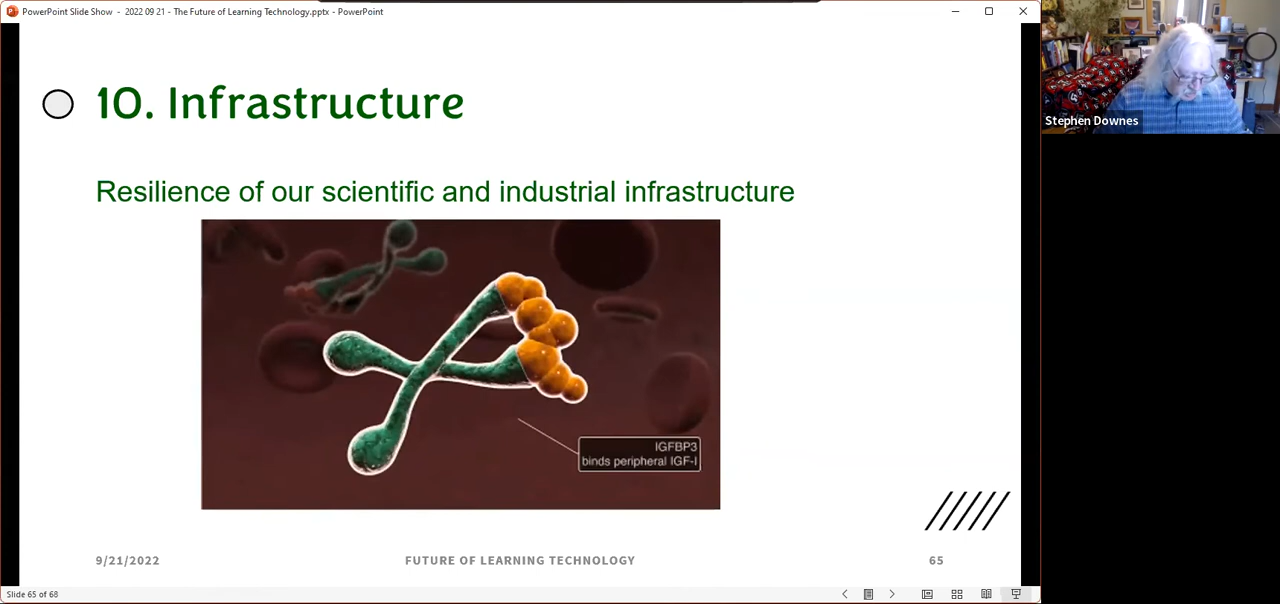 PowerPoint Slide Show - 2022 09 21 - The Future of Learning Technology.pptx - PowerPoint
Stephen Downes
10. Infrastructure
Resilience of our scientific and industrial infrastructure
IGFBP3
binds peripheral IGF-I
9/21/2022 FUTURE OF LEARNING TECHNOLOGY 65
Slide 65 of 68